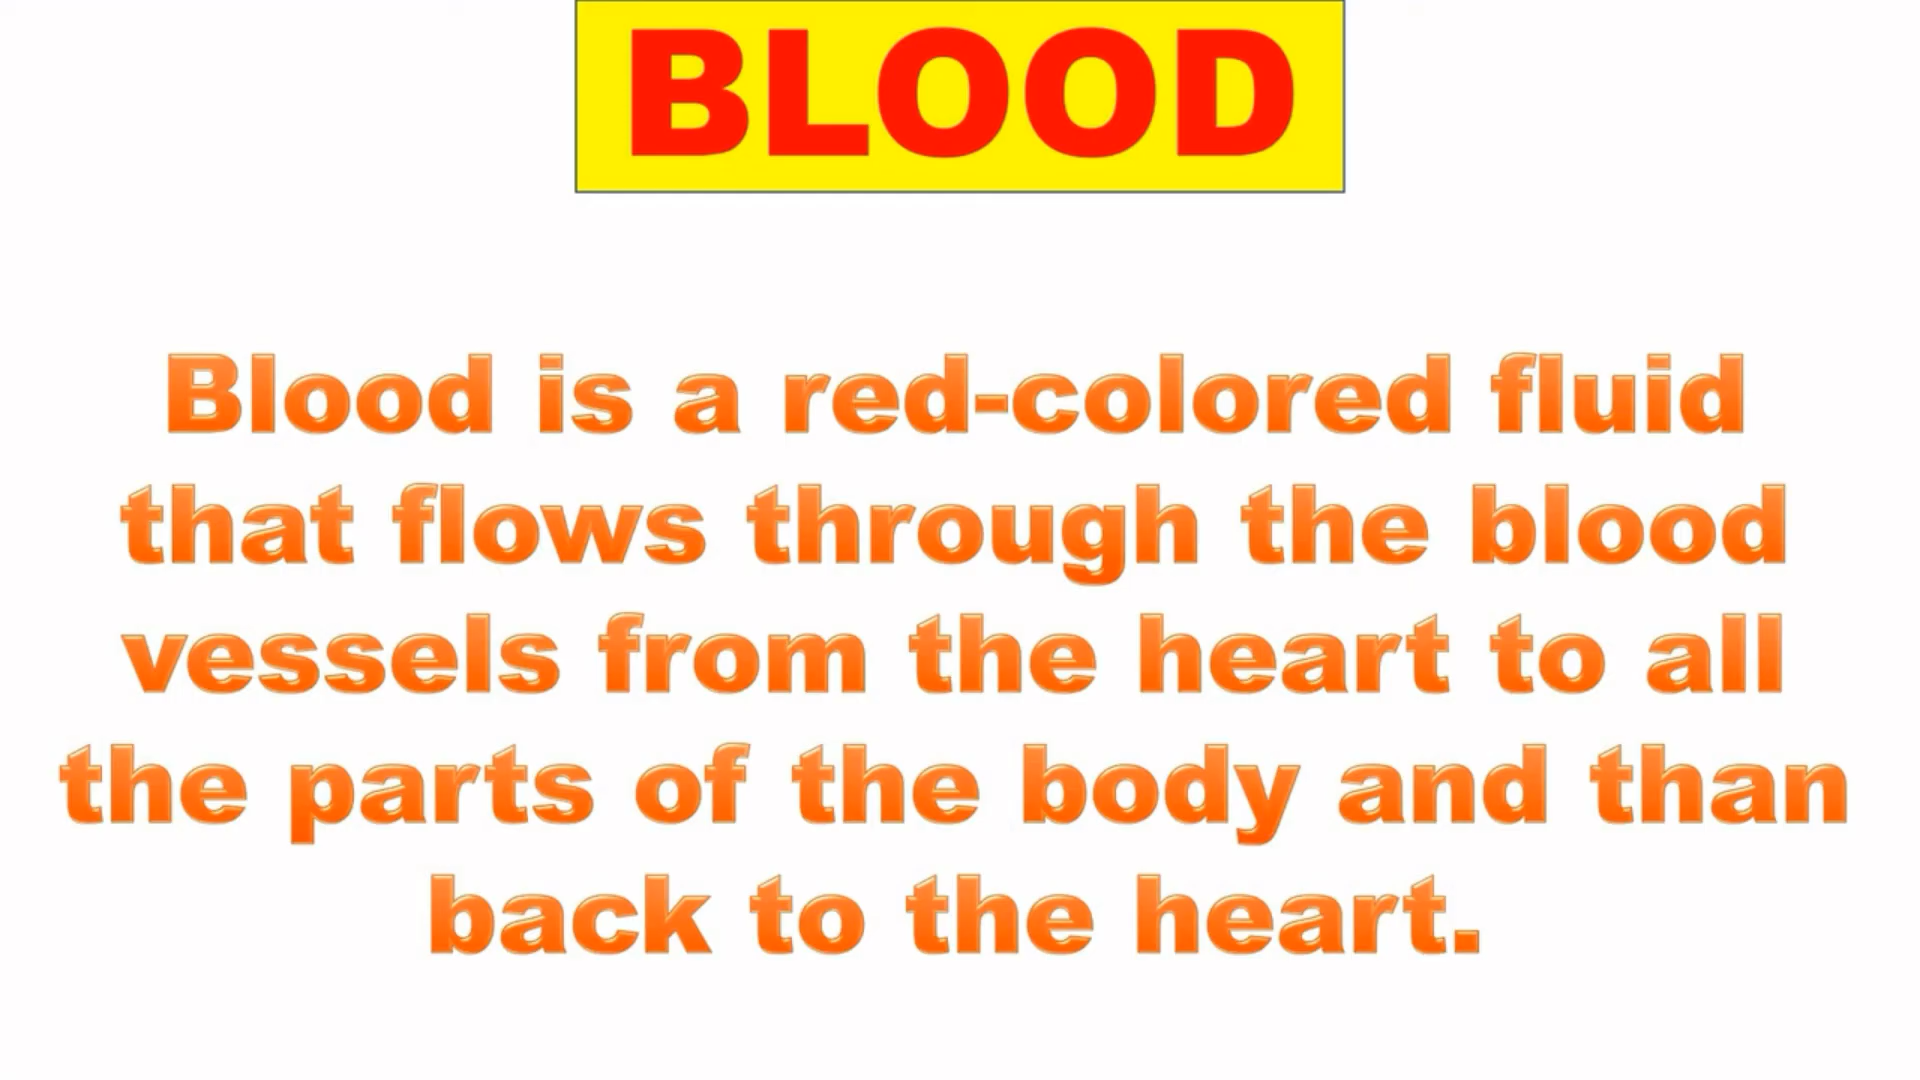 BLOOD
Blood is a red-colored fluid
that flows through the blood
vessels from the heart to all
the parts of the body and than
back to the heart.